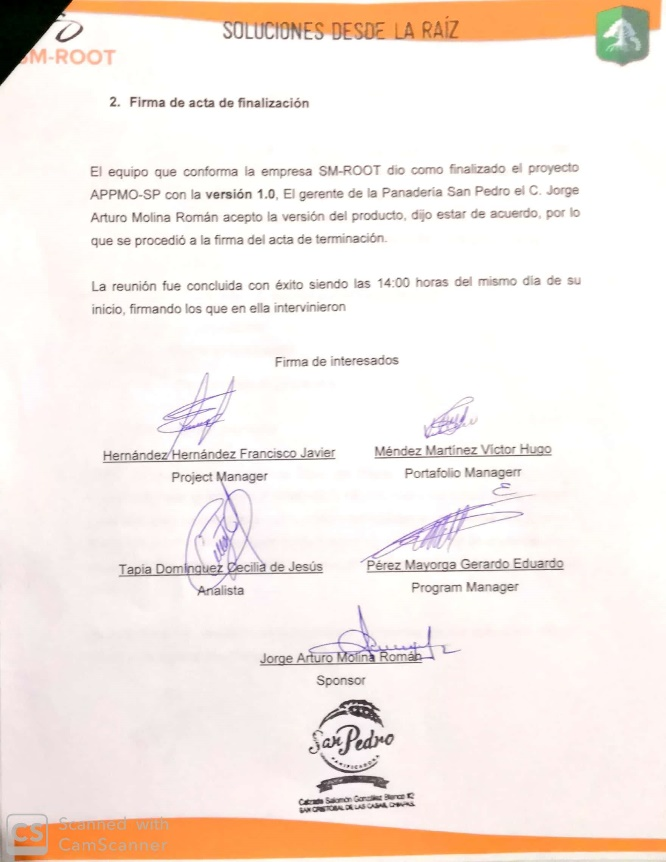 SOLUCIONES DESDE LA RAÍZ
SM-ROOT
2. Firma de acta de finalización
El equipo que conforma la empresa SM-ROOT dio como finalizado el proyecto
APPMO-SP con la versión 1.0, El gerente de la Panadería San Pedro el C. Jorge
Arturo Molina Román acepto la versión del producto, dijo estar de acuerdo, por lo
que se procedió a la firma del acta de terminación.
La reunión fue concluida con éxito siendo las 14:00 horas del mismo día de su
inicio, firmando los que en ella intervinieron
Firma de interesados
Hernández Hernández Francisco Javier
Project Manager
Méndez Martínez Víctor Hugo
Portafolio Managerr
Tapia Domínguez Cecilia de Jesús
Analista
Pérez Mayorga Gerardo Eduardo
Program Manager
Jorge Arturo Molina Román
Sponsor
San Pedro
PANIFICADORA
Calzada Salomón González Blanco #2
SAN CRISTOBAL DE LAS CASAS, CHIAPAS.
CS Scanned with
CamScanner